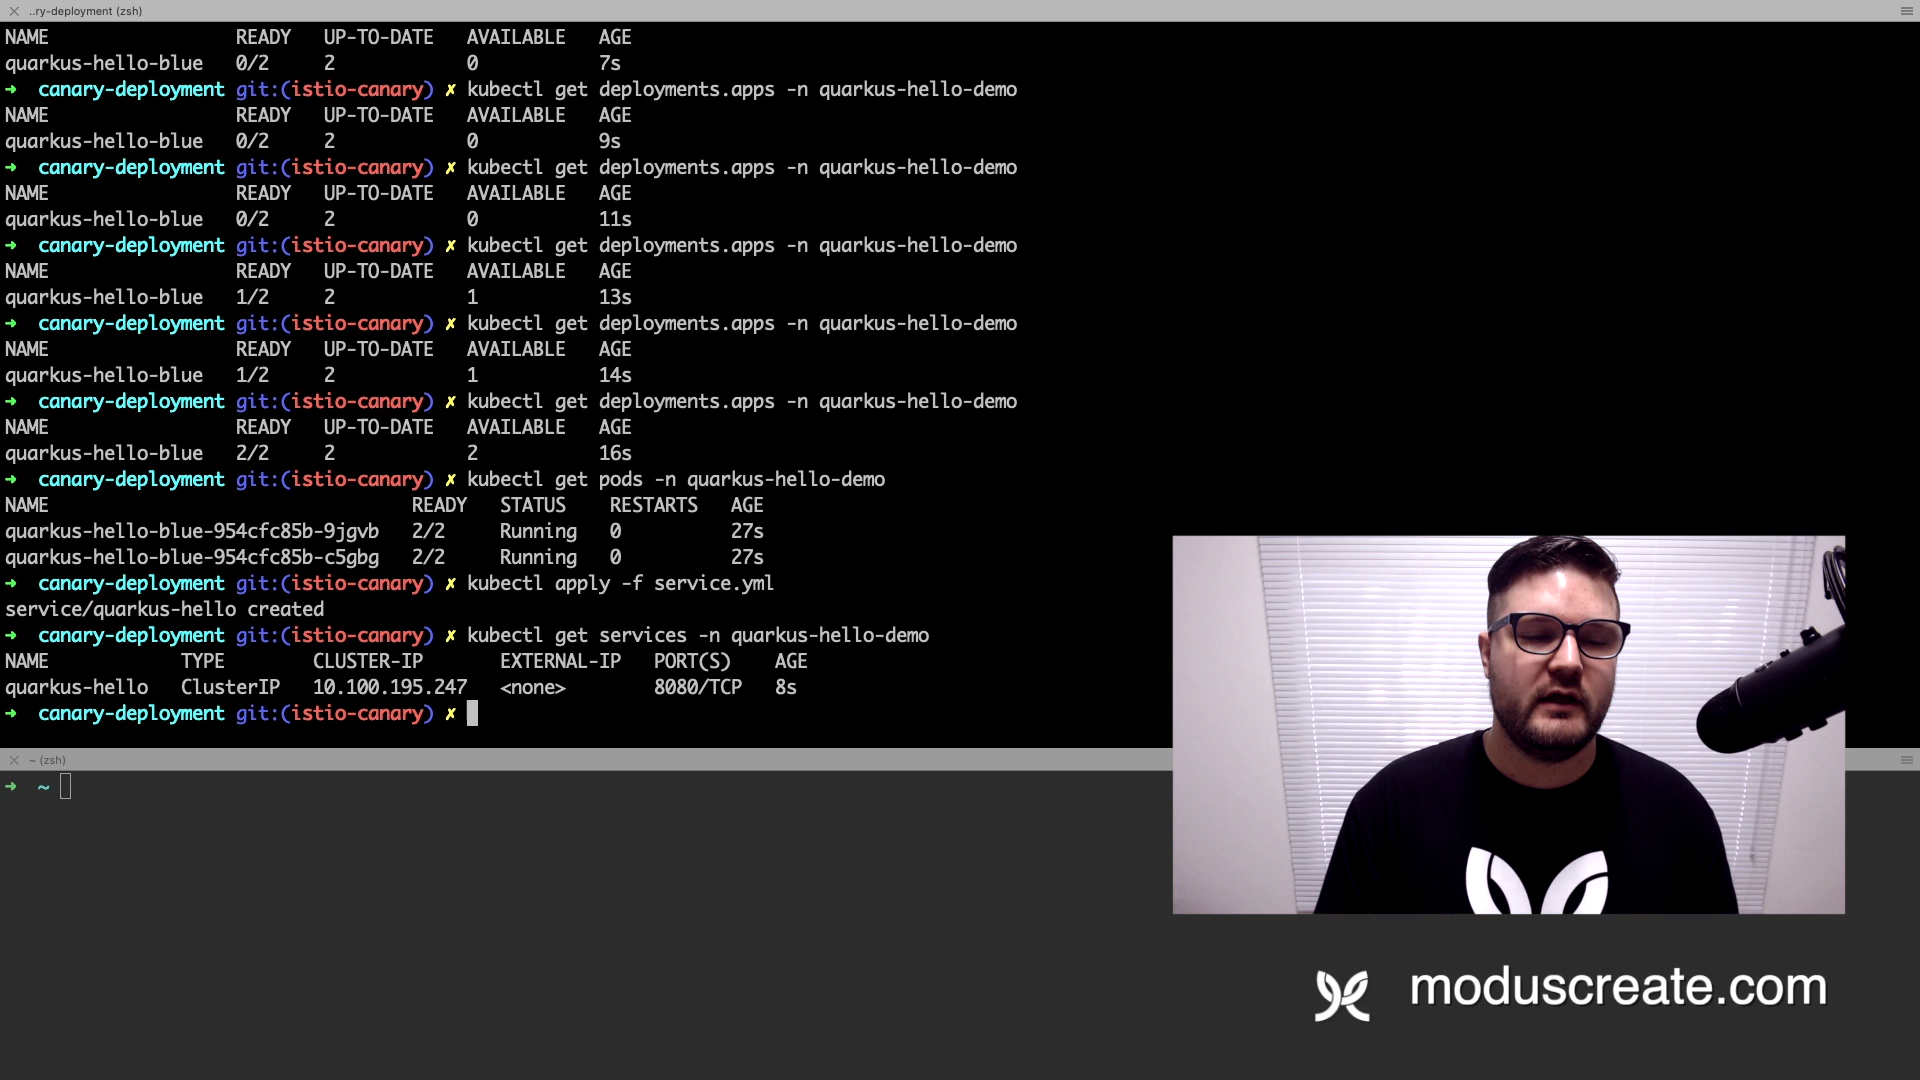 ..ry-deployment (zsh)
NAME READY UP-TO-DATE AVAILABLE AGE
quarkus-hello-blue 0/2 2 0 7s
➜ canary-deployment git:(istio-canary) ✗ kubectl get deployments.apps -n quarkus-hello-demo
NAME READY UP-TO-DATE AVAILABLE AGE
quarkus-hello-blue 0/2 2 0 9s
➜ canary-deployment git:(istio-canary) ✗ kubectl get deployments.apps -n quarkus-hello-demo
NAME READY UP-TO-DATE AVAILABLE AGE
quarkus-hello-blue 0/2 2 0 11s
➜ canary-deployment git:(istio-canary) ✗ kubectl get deployments.apps -n quarkus-hello-demo
NAME READY UP-TO-DATE AVAILABLE AGE
quarkus-hello-blue 1/2 2 1 13s
➜ canary-deployment git:(istio-canary) ✗ kubectl get deployments.apps -n quarkus-hello-demo
NAME READY UP-TO-DATE AVAILABLE AGE
quarkus-hello-blue 1/2 2 1 14s
➜ canary-deployment git:(istio-canary) ✗ kubectl get deployments.apps -n quarkus-hello-demo
NAME READY UP-TO-DATE AVAILABLE AGE
quarkus-hello-blue 2/2 2 2 16s
➜ canary-deployment git:(istio-canary) ✗ kubectl get pods -n quarkus-hello-demo
NAME READY STATUS RESTARTS AGE
quarkus-hello-blue-954cfc85b-9jgvb 2/2 Running 0 27s
quarkus-hello-blue-954cfc85b-c5gbg 2/2 Running 0 27s
➜ canary-deployment git:(istio-canary) ✗ kubectl apply -f service.yml
service/quarkus-hello created
➜ canary-deployment git:(istio-canary) ✗ kubectl get services -n quarkus-hello-demo
NAME TYPE CLUSTER-IP EXTERNAL-IP PORT(S) AGE
quarkus-hello ClusterIP 10.100.195.247 <none> 8080/TCP 8s
➜ canary-deployment git:(istio-canary) ✗
~ (zsh)
➜ ~
moduscreate.com